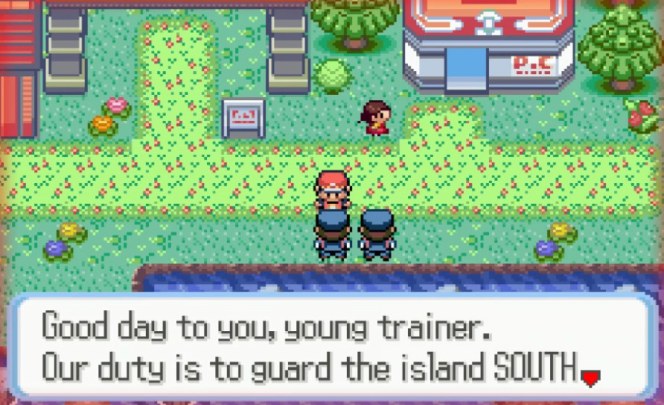 P.C
Good day to you, young trainer.
Our duty is to guard the island SOUTH